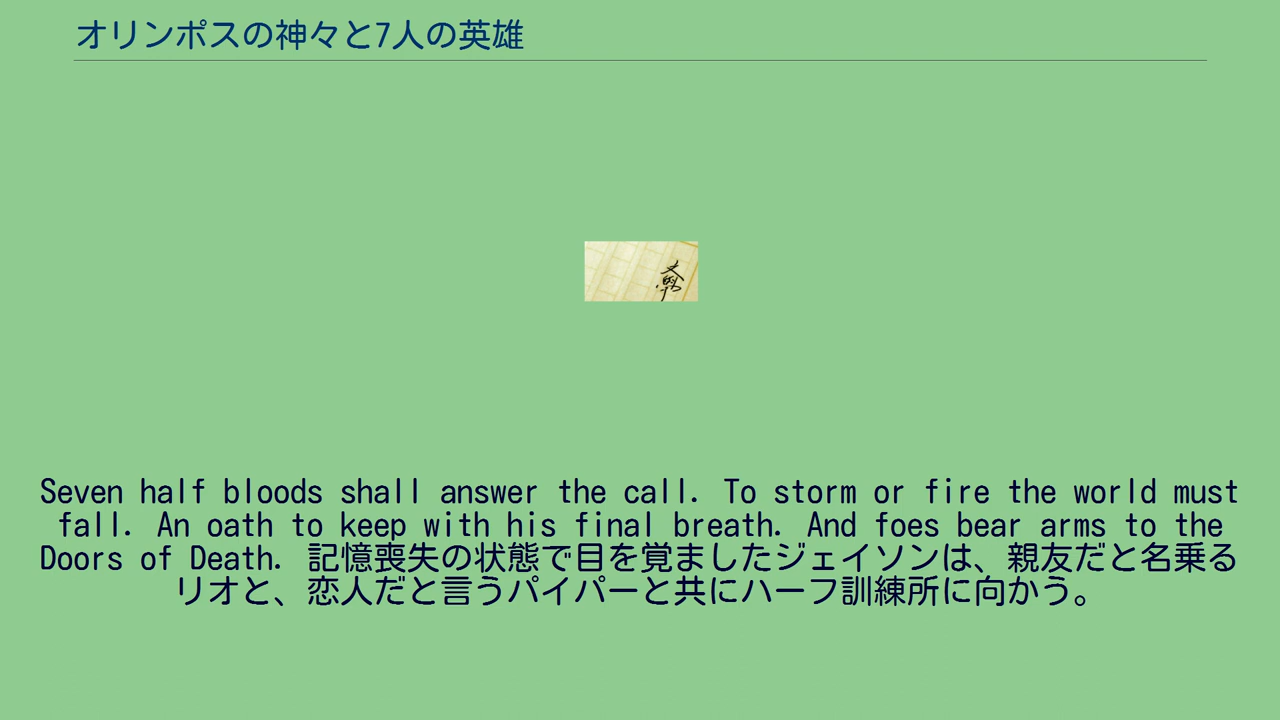 オリンポスの神々と7人の英雄
Seven half bloods shall answer the call. To storm or fire the world must
fall. An oath to keep with his final breath. And foes bear arms to the
Doors of Death. 記憶喪失の状態で目を覚ましたジェイソンは、親友だと名乗る
リオと、恋人だと言うパイパーと共にハーフ訓練所に向かう。